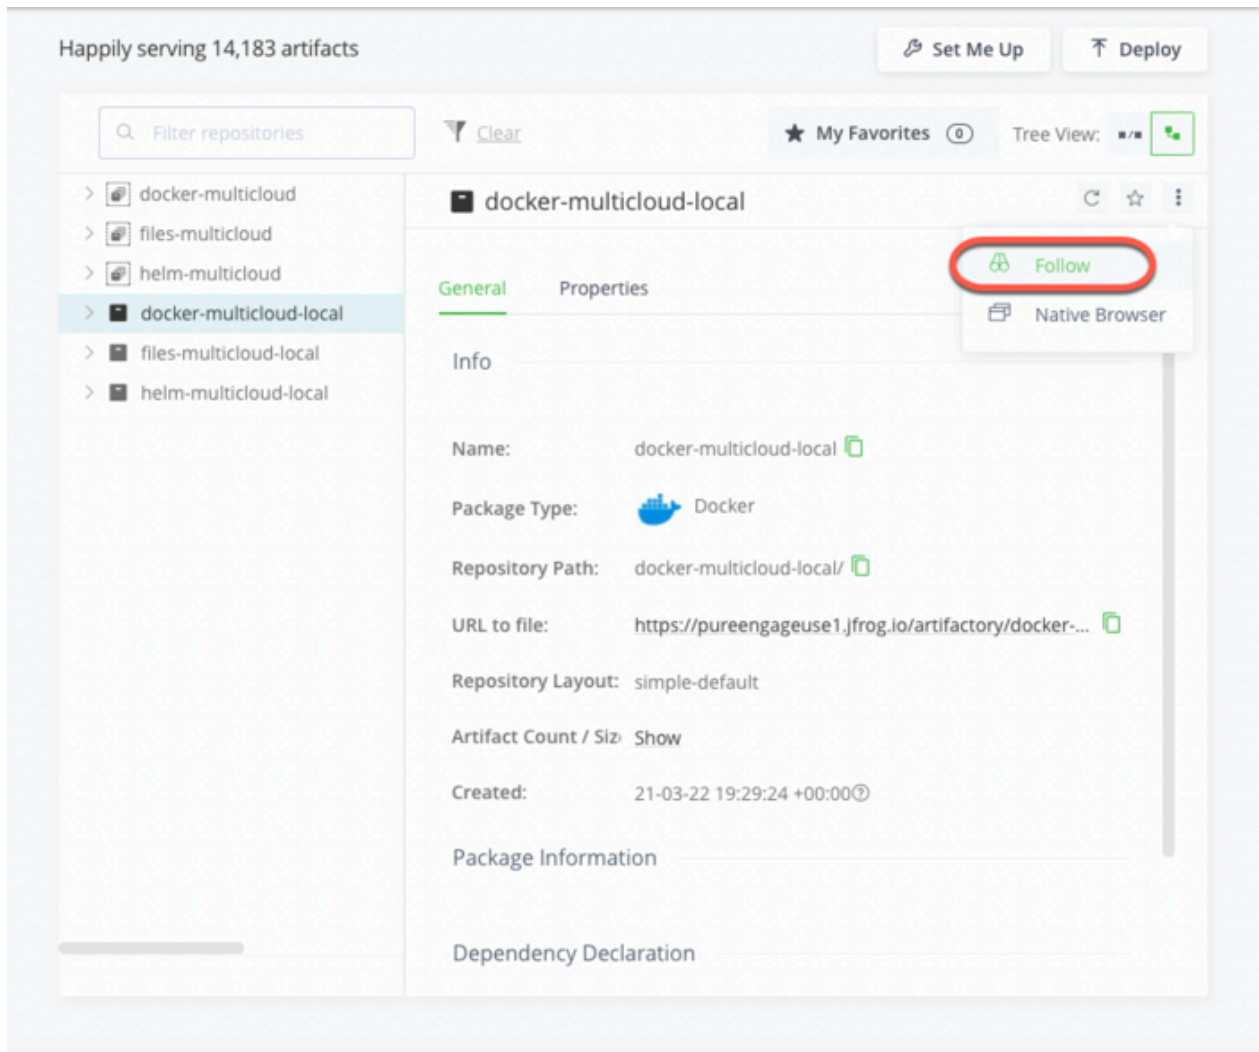 Happily serving 14,183 artifacts
Set Me Up
Deploy
Filter repositories
Clear
My Favorites 0
Tree View:
docker-multicloud
files-multicloud
helm-multicloud
docker-multicloud-local
files-multicloud-local
helm-multicloud-local
docker-multicloud-local
Follow
Native Browser
General
Properties
Info
Name: docker-multicloud-local
Package Type: Docker
Repository Path: docker-multicloud-local/
URL to file: https://pureengageuse1.jfrog.io/artifactory/docker-...
Repository Layout: simple-default
Artifact Count / Siz Show
Created: 21-03-22 19:29:24 +00:00
Package Information
Dependency Declaration